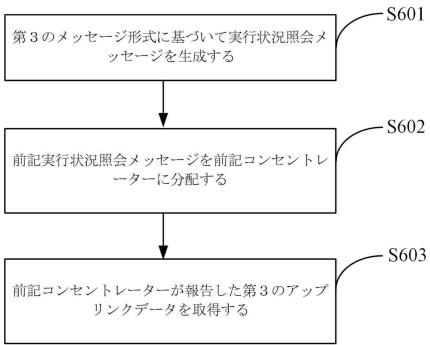 S601
第３のメッセージ形式に基づいて実行状況照会メ
ッセージを生成する
S602
前記実行状況照会メッセージを前記コンセントレ
ーターに分配する
S603
前記コンセントレーターが報告した第３のアップ
リンクデータを取得する